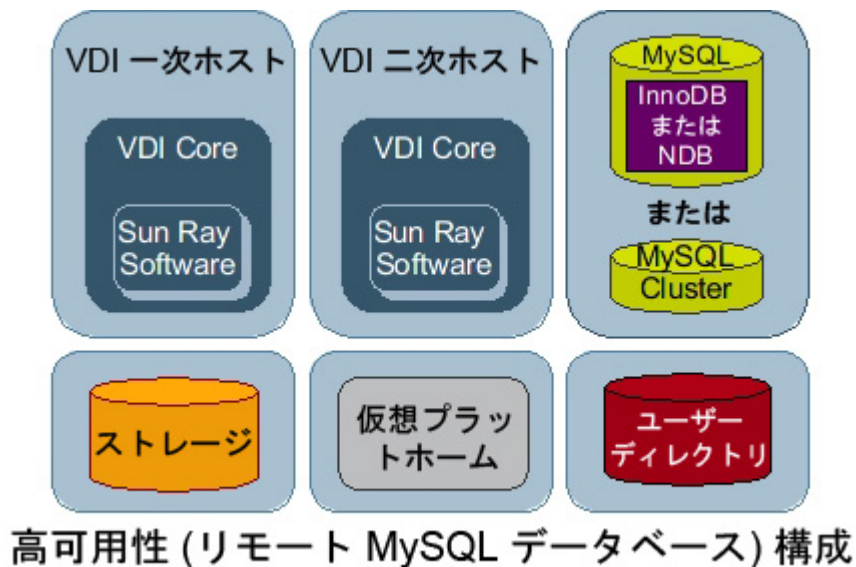 VDI 一次ホスト
VDI Core
Sun Ray
Software
VDI 二次ホスト
VDI Core
Sun Ray
Software
MySQL
InnoDB
または
NDB
または
MySQL
Cluster
ストレージ
仮想プラッ
トホーム
ユーザー
ディレクトリ
高可用性 (リモート MySQL データベース) 構成